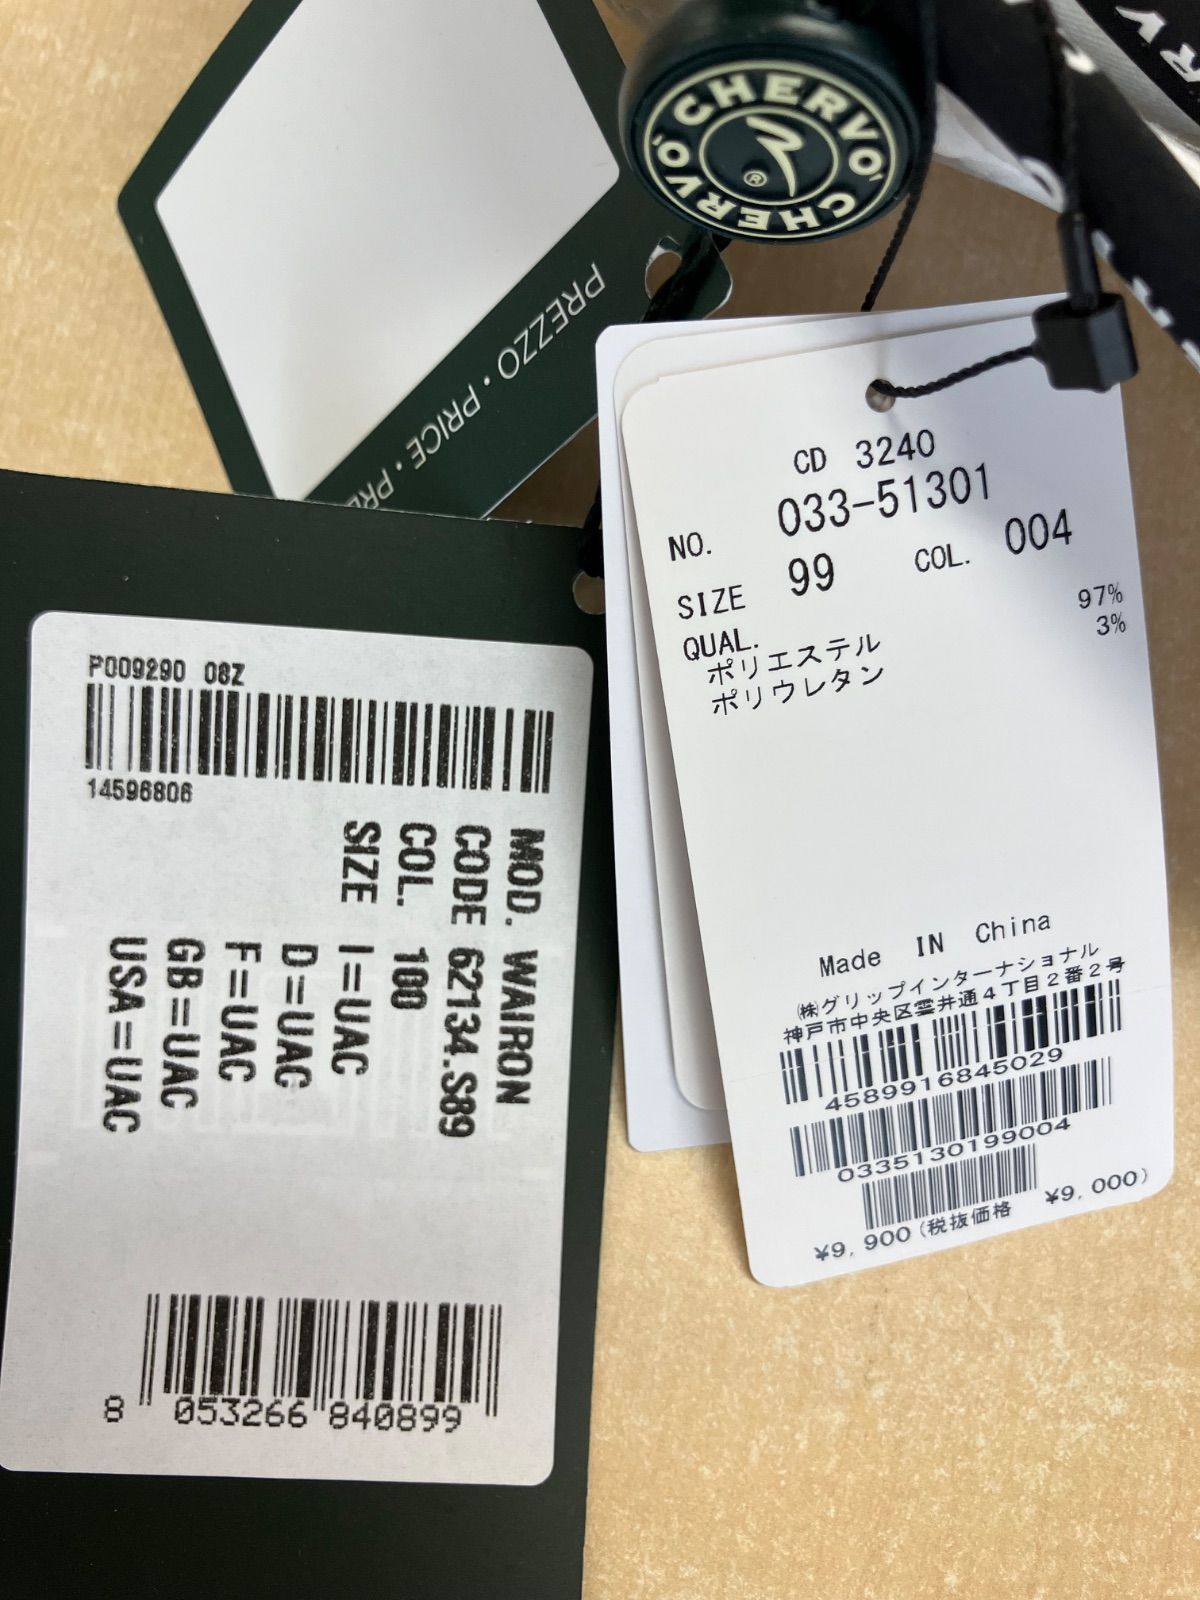 CHERVÒ CHERVÒ
®
PREZZO · PRICE ·
CD 3240
NO. 033-51301
SIZE 99 COL. 004
QUAL.
ポリエステル 97%
ポリウレタン 3%
Made IN China
㈱グリップインターナショナル
神戸市中央区雲井通4丁目2番2号
4589916845029
0335130199004
¥9,900(税抜価格 ¥9,000)
P009290 08Z
14596806
MOD. WAIRON
CODE 62134.S89
COL. 100
SIZE I=UAC
D=UAC
F=UAC
GB=UAC
USA=UAC
8 053266 840899